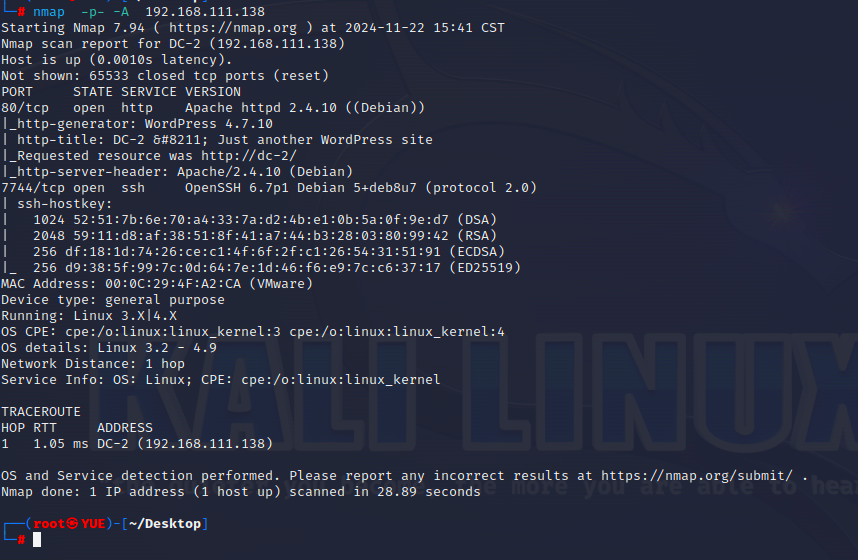 └─# nmap  -p- -A  192.168.111.138
Starting Nmap 7.94 ( https://nmap.org ) at 2024-11-22 15:41 CST
Nmap scan report for DC-2 (192.168.111.138)
Host is up (0.0010s latency).
Not shown: 65533 closed tcp ports (reset)
PORT     STATE SERVICE VERSION
80/tcp   open  http    Apache httpd 2.4.10 ((Debian))
|_http-generator: WordPress 4.7.10
| http-title: DC-2 &#8211; Just another WordPress site
|_Requested resource was http://dc-2/
|_http-server-header: Apache/2.4.10 (Debian)
7744/tcp open  ssh     OpenSSH 6.7p1 Debian 5+deb8u7 (protocol 2.0)
| ssh-hostkey:
|   1024 52:51:7b:6e:70:a4:33:7a:d2:4b:e1:0b:5a:0f:9e:d7 (DSA)
|   2048 59:11:d8:af:38:51:8f:41:a7:44:b3:28:03:80:99:42 (RSA)
|   256 df:18:1d:74:26:ce:c1:4f:6f:2f:c1:26:54:31:51:91 (ECDSA)
|_  256 d9:38:5f:99:7c:0d:64:7e:1d:46:f6:e9:7c:c6:37:17 (ED25519)
MAC Address: 00:0C:29:4F:A2:CA (VMware)
Device type: general purpose
Running: Linux 3.X|4.X
OS CPE: cpe:/o:linux:linux_kernel:3 cpe:/o:linux:linux_kernel:4
OS details: Linux 3.2 - 4.9
Network Distance: 1 hop
Service Info: OS: Linux; CPE: cpe:/o:linux:linux_kernel
KALI LINUX
TRACEROUTE
HOP RTT     ADDRESS
1   1.05 ms DC-2 (192.168.111.138)
OS and Service detection performed. Please report any incorrect results at https://nmap.org/submit/ .
Nmap done: 1 IP address (1 host up) scanned in 28.89 seconds
the more you are able to hear
┌──(root㉿YUE)-[~/Desktop]
└─#